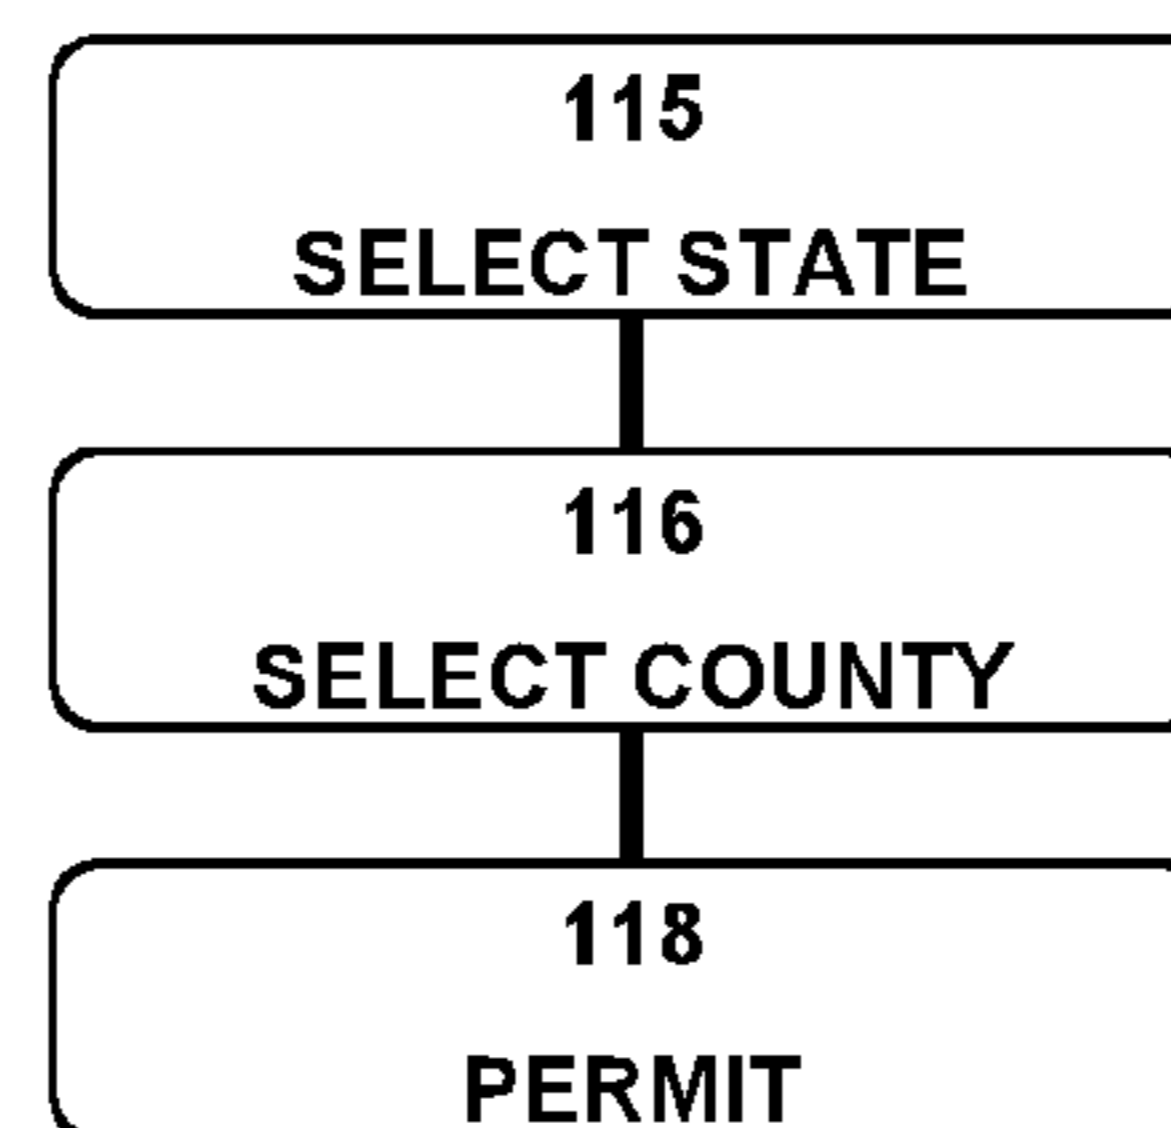 115
SELECT STATE
116
SELECT COUNTY
118
PERMIT